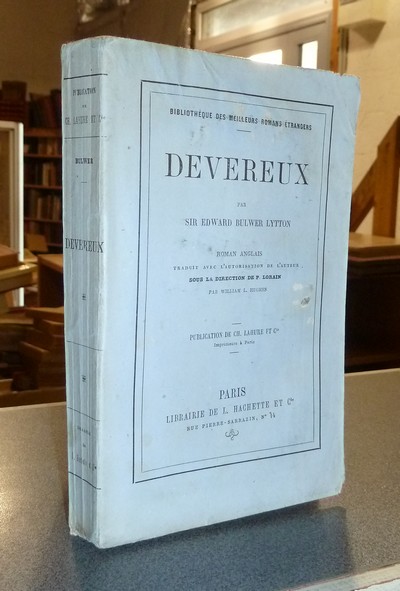 PUBLICATION
DE
CH. LAHURE ET Cie
BULWER
DEVEREUX
BIBLIOTHÈQUE DES MEILLEURS ROMANS ÉTRANGERS
DEVEREUX
PAR
SIR EDWARD BULWER LYTTON
ROMAN ANGLAIS
TRADUIT AVEC L'AUTORISATION DE L'AUTEUR
SOUS LA DIRECTION DE P. LORAIN
PAR WILLIAM L. HUGHES
PUBLICATION DE CH. LAHURE ET Cie
Imprimeurs à Paris
PARIS
LIBRAIRIE DE L. HACHETTE ET Cie
RUE PIERRE-SARRAZIN, No 14